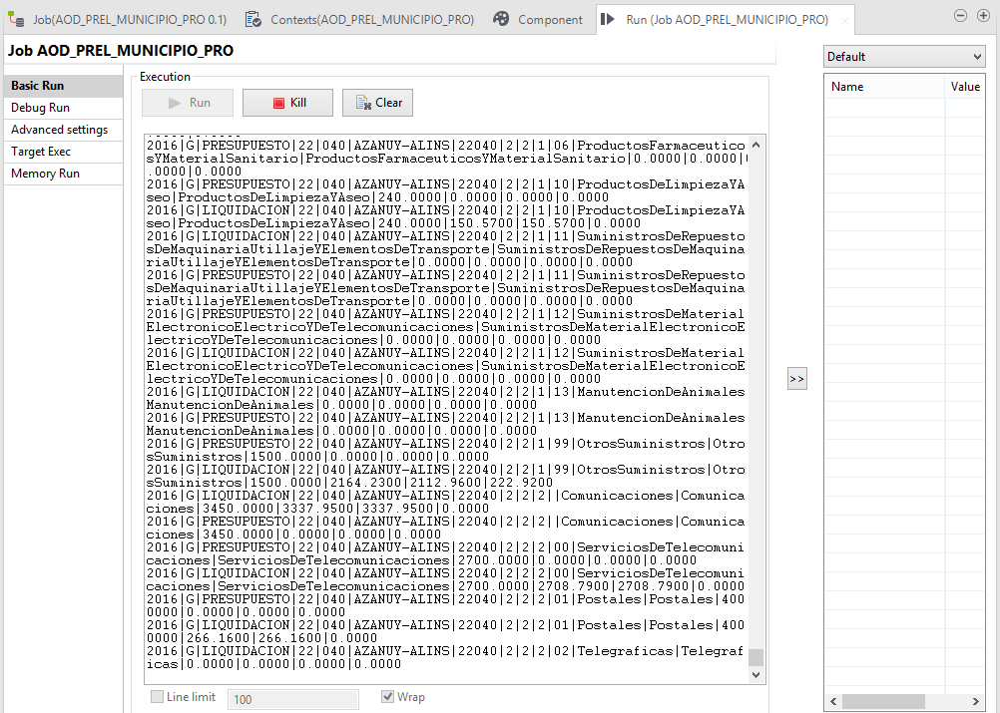 Job(AOD_PREL_MUNICIPIO_PRO 0.1) Contexts(AOD_PREL_MUNICIPIO_PRO) Component Run (Job AOD_PREL_MUNICIPIO_PRO)
Job AOD_PREL_MUNICIPIO_PRO
Default
Basic Run
Debug Run
Advanced settings
Target Exec
Memory Run
Execution
Run Kill Clear
2016|G|PRESUPUESTO|22|040|AZANUY-ALINS|22040|2|2|1|06|ProductosFarmaceutico
sYMaterialSanitario|ProductosFarmaceuticosYMaterialSanitario|0.0000|0.0000|
.0000|0.0000
2016|G|PRESUPUESTO|22|040|AZANUY-ALINS|22040|2|2|1|10|ProductosDeLimpiezaYA
seo|ProductosDeLimpiezaYAseo|240.0000|0.0000|0.0000|0.0000
2016|G|LIQUIDACION|22|040|AZANUY-ALINS|22040|2|2|1|10|ProductosDeLimpiezaYA
seo|ProductosDeLimpiezaYAseo|240.0000|150.5700|150.5700|0.0000
2016|G|LIQUIDACION|22|040|AZANUY-ALINS|22040|2|2|1|11|SuministrosDeRepuesto
sDeMaquinariaUtillajeYElementosDeTransporte|SuministrosDeRepuestosDeMaquina
riaUtillajeYElementosDeTransporte|0.0000|0.0000|0.0000|0.0000
2016|G|PRESUPUESTO|22|040|AZANUY-ALINS|22040|2|2|1|11|SuministrosDeRepuesto
sDeMaquinariaUtillajeYElementosDeTransporte|SuministrosDeRepuestosDeMaquina
riaUtillajeYElementosDeTransporte|0.0000|0.0000|0.0000|0.0000
2016|G|PRESUPUESTO|22|040|AZANUY-ALINS|22040|2|2|1|12|SuministrosDeMaterial
ElectronicoElectricoYDeTelecomunicaciones|SuministrosDeMaterialElectronicoE
lectricoYDeTelecomunicaciones|0.0000|0.0000|0.0000|0.0000
2016|G|LIQUIDACION|22|040|AZANUY-ALINS|22040|2|2|1|12|SuministrosDeMaterial
ElectronicoElectricoYDeTelecomunicaciones|SuministrosDeMaterialElectronicoE
lectricoYDeTelecomunicaciones|0.0000|0.0000|0.0000|0.0000
2016|G|LIQUIDACION|22|040|AZANUY-ALINS|22040|2|2|1|13|ManutencionDeAnimales
ManutencionDeAnimales|0.0000|0.0000|0.0000|0.0000
2016|G|PRESUPUESTO|22|040|AZANUY-ALINS|22040|2|2|1|13|ManutencionDeAnimales
ManutencionDeAnimales|0.0000|0.0000|0.0000|0.0000
2016|G|PRESUPUESTO|22|040|AZANUY-ALINS|22040|2|2|1|99|OtrosSuministros|Otro
sSuministros|1500.0000|0.0000|0.0000|0.0000
2016|G|LIQUIDACION|22|040|AZANUY-ALINS|22040|2|2|1|99|OtrosSuministros|Otro
sSuministros|1500.0000|2164.2300|2112.9600|222.9200
2016|G|LIQUIDACION|22|040|AZANUY-ALINS|22040|2|2|2||Comunicaciones|Comunica
ciones|3450.0000|3337.9500|3337.9500|0.0000
2016|G|PRESUPUESTO|22|040|AZANUY-ALINS|22040|2|2|2||Comunicaciones|Comunica
ciones|3450.0000|0.0000|0.0000|0.0000
2016|G|PRESUPUESTO|22|040|AZANUY-ALINS|22040|2|2|2|00|ServiciosDeTelecomuni
caciones|ServiciosDeTelecomunicaciones|2700.0000|0.0000|0.0000|0.0000
2016|G|LIQUIDACION|22|040|AZANUY-ALINS|22040|2|2|2|00|ServiciosDeTelecomuni
caciones|ServiciosDeTelecomunicaciones|2700.0000|2708.7900|2708.7900|0.0000
2016|G|PRESUPUESTO|22|040|AZANUY-ALINS|22040|2|2|2|01|Postales|Postales|400
0000|0.0000|0.0000|0.0000
2016|G|LIQUIDACION|22|040|AZANUY-ALINS|22040|2|2|2|01|Postales|Postales|400
0000|266.1600|266.1600|0.0000
2016|G|LIQUIDACION|22|040|AZANUY-ALINS|22040|2|2|2|02|Telegraficas|Telegraf
icas|0.0000|0.0000|0.0000|0.0000
Line limit 100 Wrap
>>
Name Value